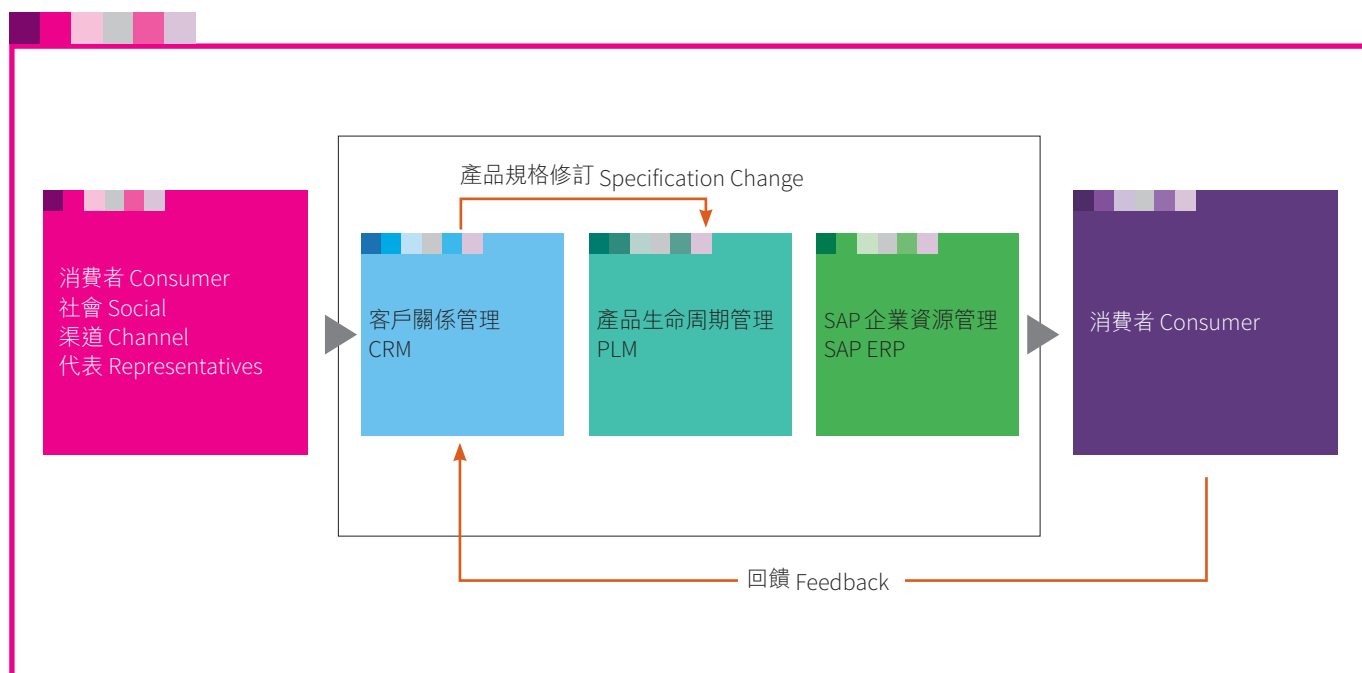 產品規格修訂 Specification Change
消費者 Consumer
社會 Social
渠道 Channel
代表 Representatives
客戶關係管理
CRM
產品生命周期管理
PLM
SAP 企業資源管理
SAP ERP
消費者 Consumer
回饋 Feedback